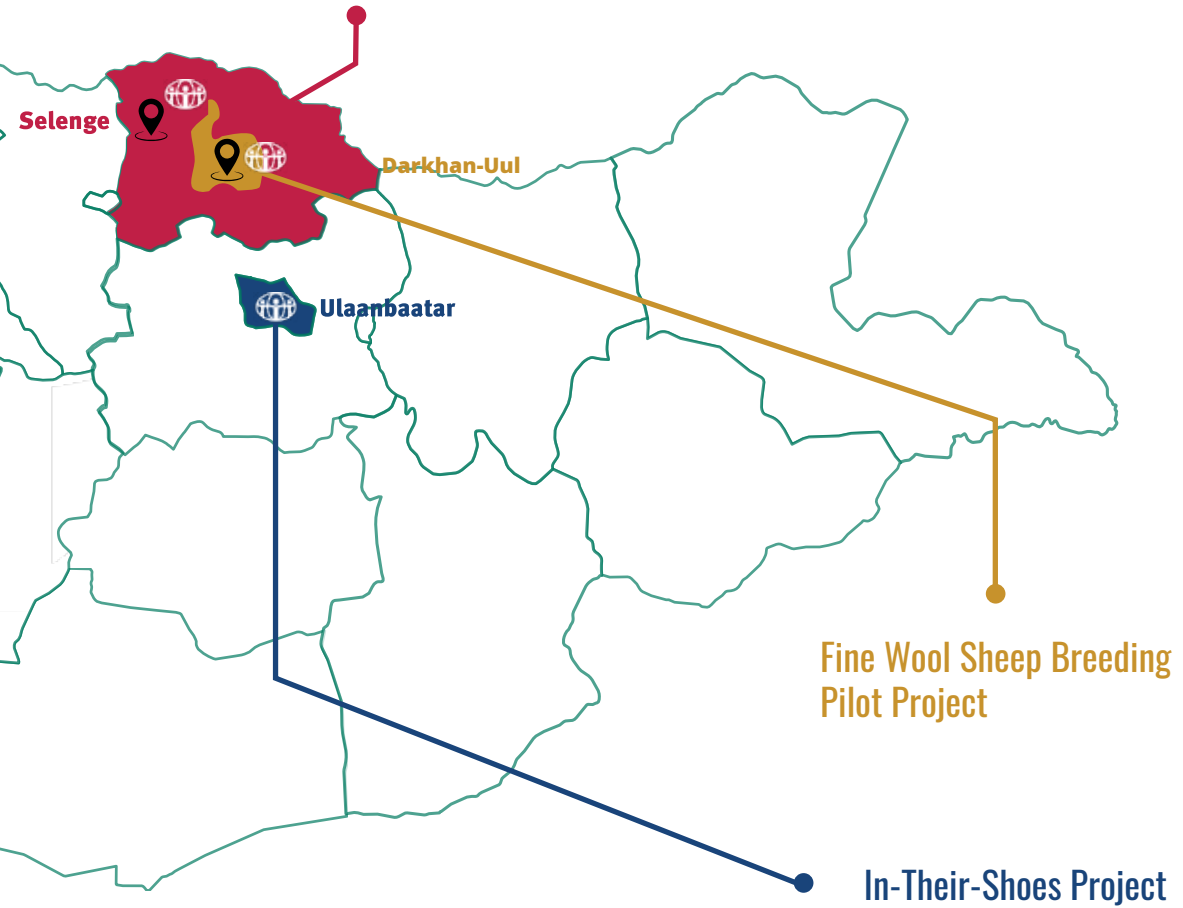 Selenge
Darkhan-Uul
Ulaanbaatar
Fine Wool Sheep Breeding
Pilot Project
In-Their-Shoes Project